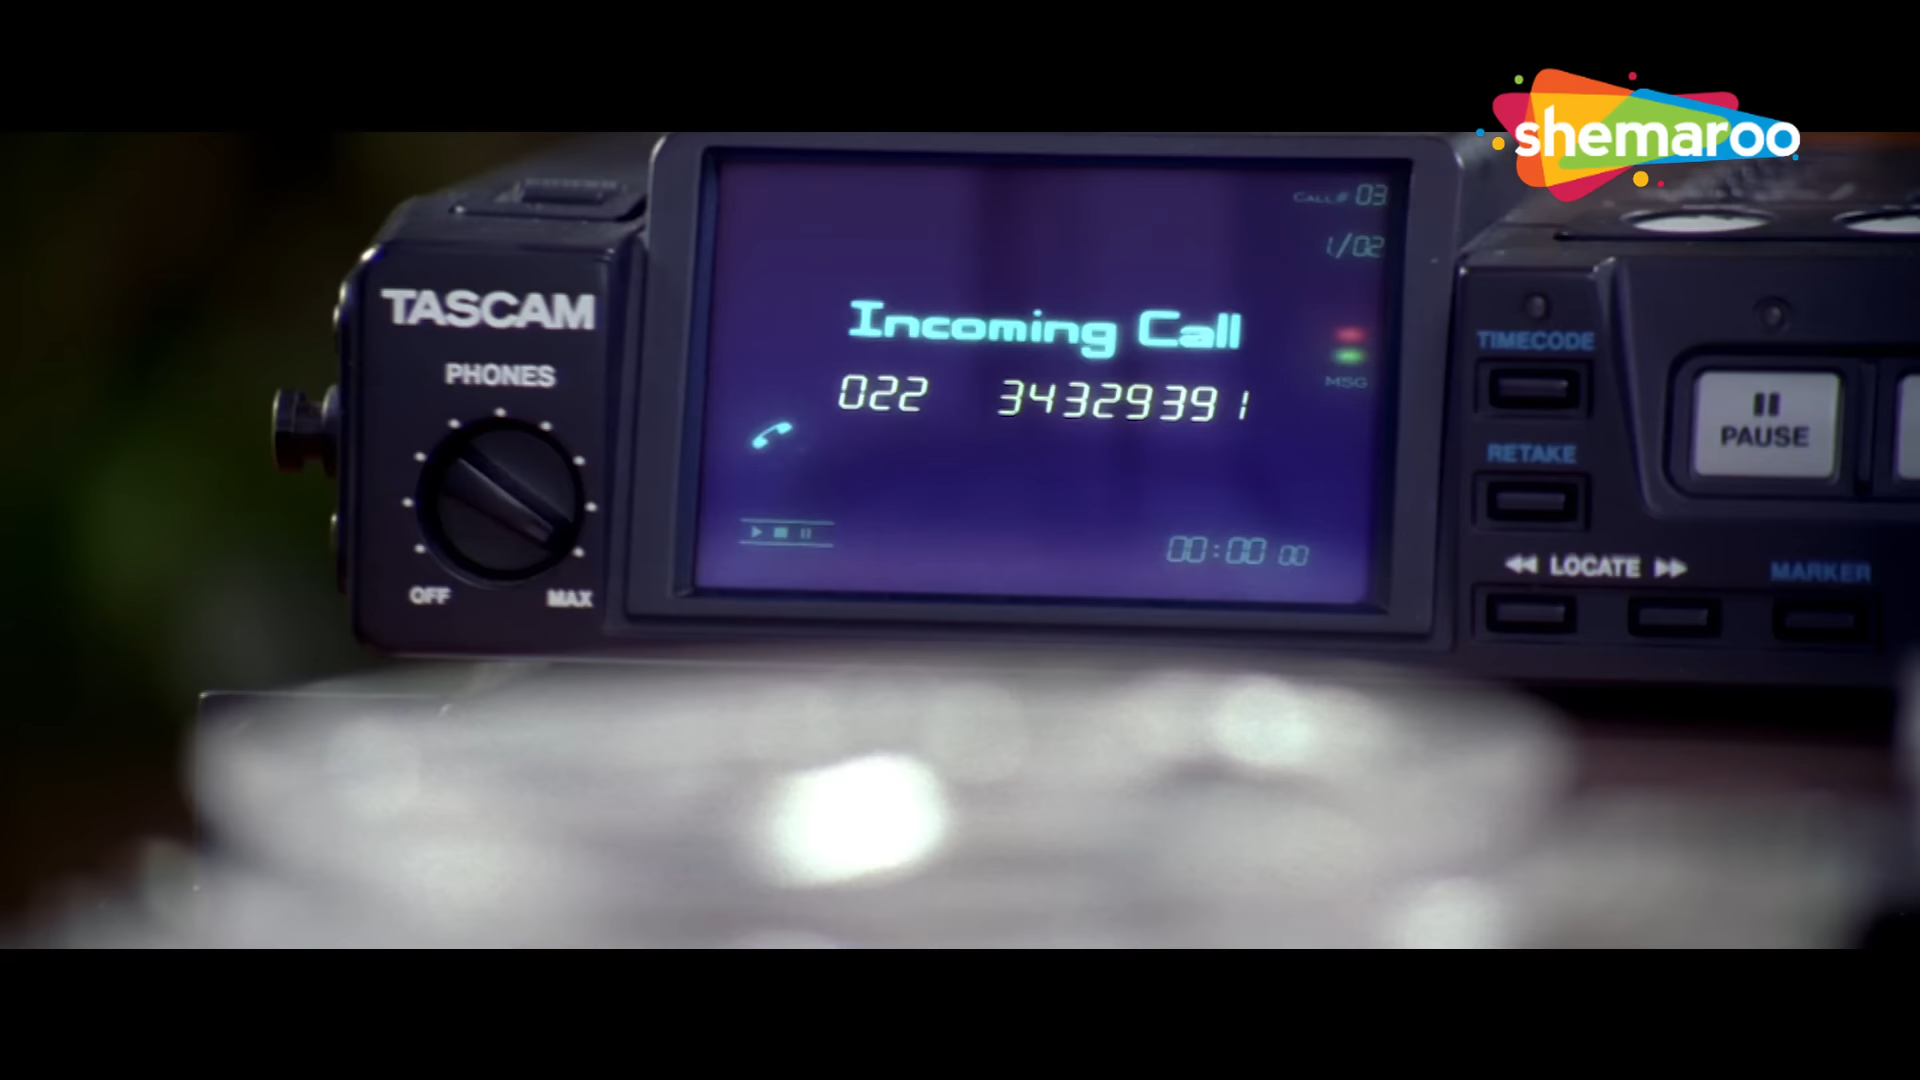 shemaroo
CALL# 03
1/02
TASCAM
PHONES
OFF
MAX
Incoming Call
022 34329391
MSG
00:00 00
TIMECODE
RETAKE
PAUSE
LOCATE
MARKER